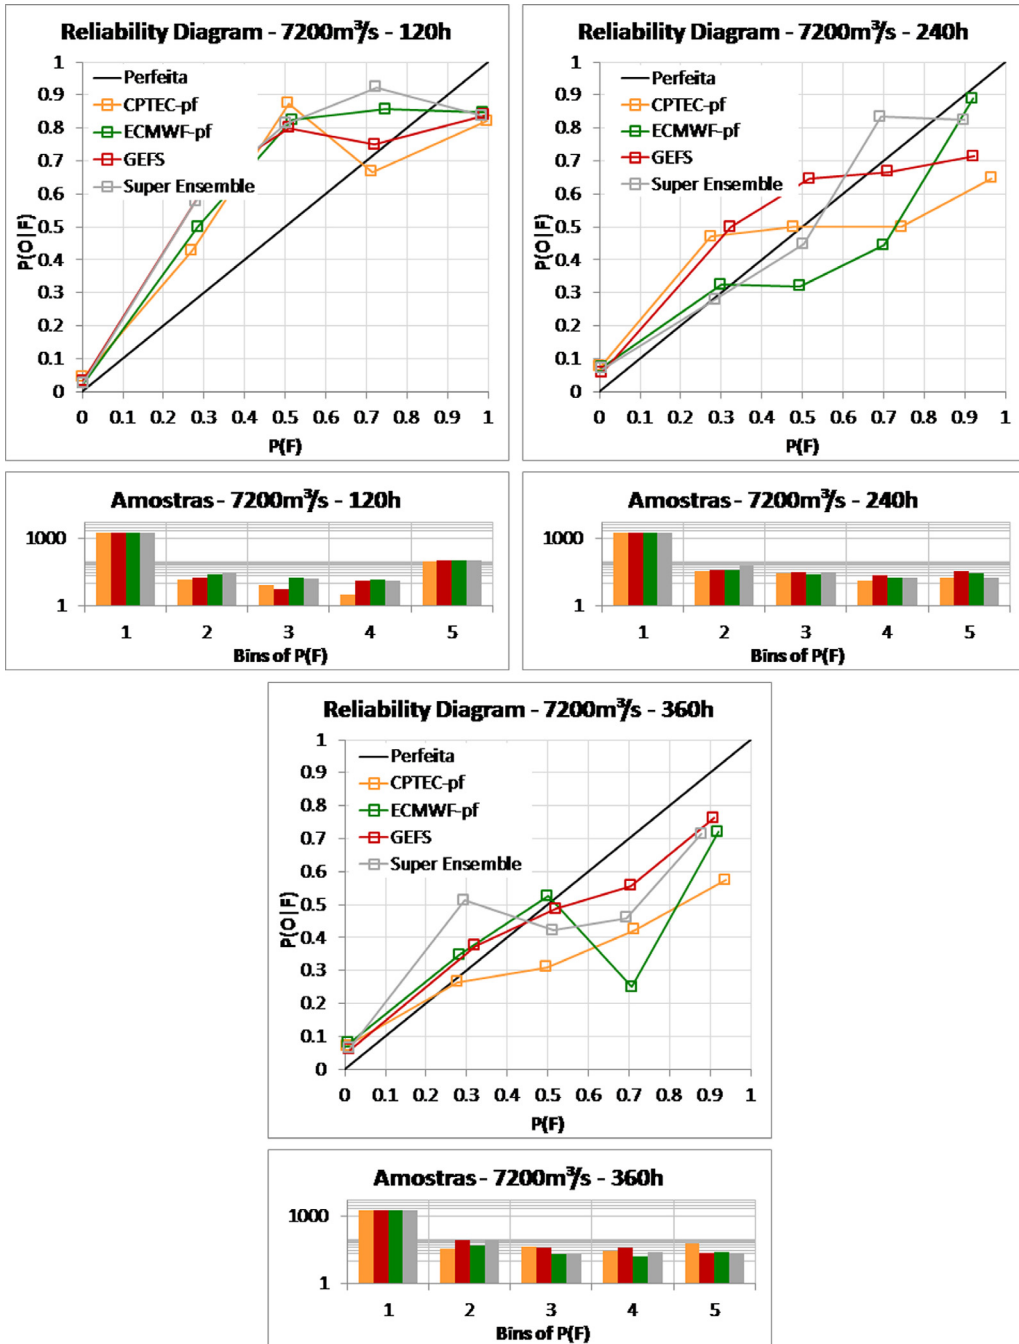 Reliability Diagram - 7200m³/s - 120h
1
0.9
0.8
0.7
0.6
0.5
0.4
0.3
0.2
0.1
0
P(O|F)
Perfeita
CPTEC-pf
ECMWF-pf
GEFS
Super Ensemble
0 0.1 0.2 0.3 0.4 0.5 0.6 0.7 0.8 0.9 1
P(F)
Reliability Diagram - 7200m³/s - 240h
1
0.9
0.8
0.7
0.6
0.5
0.4
0.3
0.2
0.1
0
P(O|F)
Perfeita
CPTEC-pf
ECMWF-pf
GEFS
Super Ensemble
0 0.1 0.2 0.3 0.4 0.5 0.6 0.7 0.8 0.9 1
P(F)
Amostras - 7200m³/s - 120h
1000
1
1 2 3 4 5
Bins of P(F)
Amostras - 7200m³/s - 240h
1000
1
1 2 3 4 5
Bins of P(F)
Reliability Diagram - 7200m³/s - 360h
1
0.9
0.8
0.7
0.6
0.5
0.4
0.3
0.2
0.1
0
P(O|F)
Perfeita
CPTEC-pf
ECMWF-pf
GEFS
Super Ensemble
0 0.1 0.2 0.3 0.4 0.5 0.6 0.7 0.8 0.9 1
P(F)
Amostras - 7200m³/s - 360h
1000
1
1 2 3 4 5
Bins of P(F)